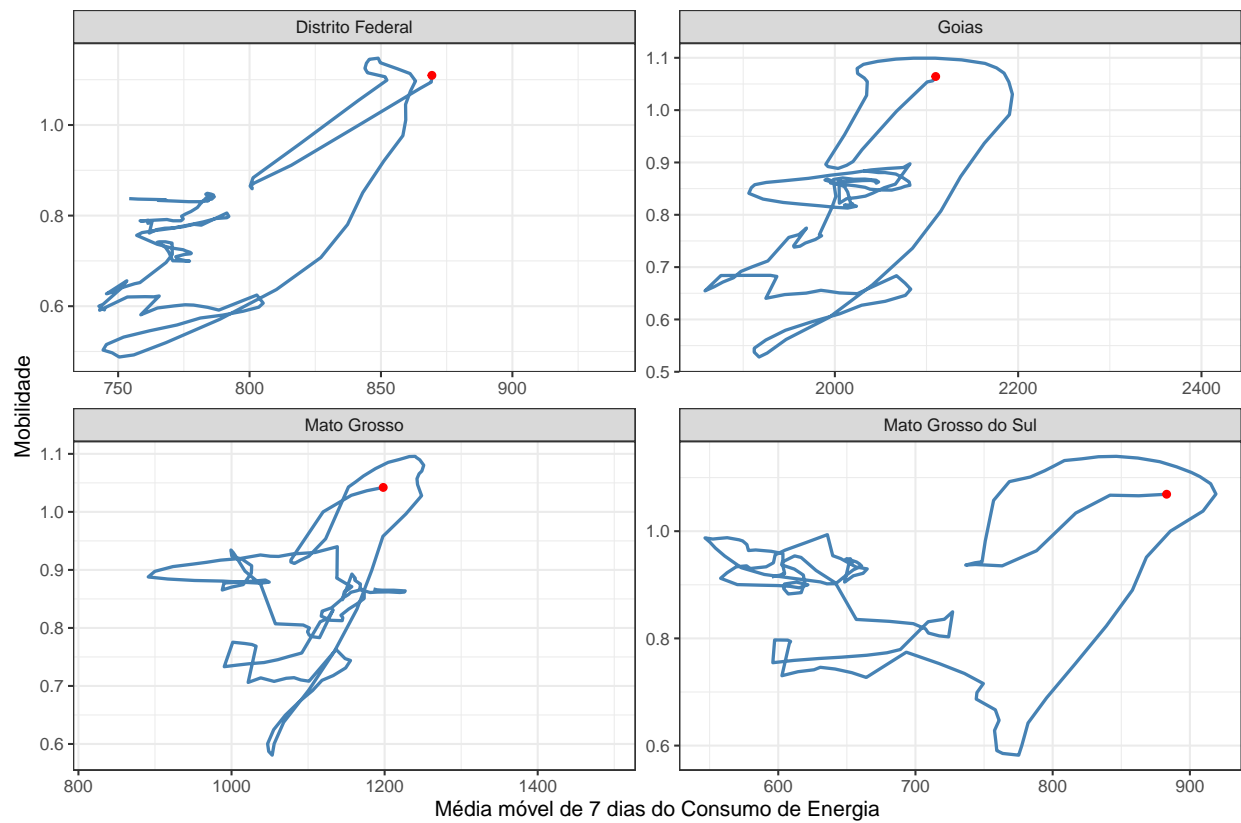 Distrito Federal
Goias
1.0
0.8
0.6
750 800 850 900
1.1
1.0
0.9
0.8
0.7
0.6
0.5
2000 2200 2400
Mato Grosso
Mato Grosso do Sul
1.1
1.0
0.9
0.8
0.7
0.6
800 1000 1200 1400
1.0
0.8
0.6
600 700 800 900
Mobilidade
Média móvel de 7 dias do Consumo de Energia